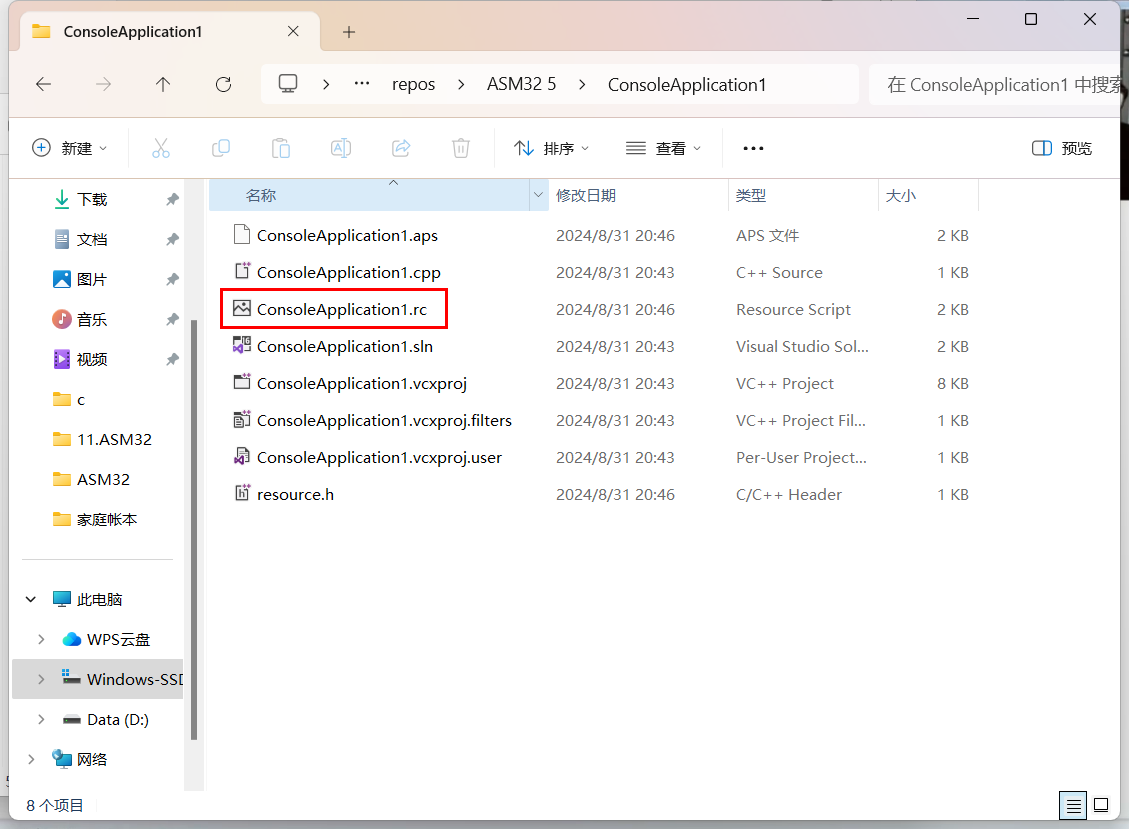 ConsoleApplication1
repos ASM32 5 ConsoleApplication1 在 ConsoleApplication1 中搜索
新建 排序 查看 预览
名称 修改日期 类型 大小
下载
文档
图片
音乐
视频
c
11.ASM32
ASM32
家庭帐本
此电脑
WPS云盘
Windows-SSD
Data (D:)
网络
ConsoleApplication1.aps 2024/8/31 20:46 APS 文件 2 KB
ConsoleApplication1.cpp 2024/8/31 20:43 C++ Source 1 KB
ConsoleApplication1.rc 2024/8/31 20:46 Resource Script 2 KB
ConsoleApplication1.sln 2024/8/31 20:43 Visual Studio Sol... 2 KB
ConsoleApplication1.vcxproj 2024/8/31 20:43 VC++ Project 8 KB
ConsoleApplication1.vcxproj.filters 2024/8/31 20:43 VC++ Project Fil... 1 KB
ConsoleApplication1.vcxproj.user 2024/8/31 20:43 Per-User Project... 1 KB
resource.h 2024/8/31 20:46 C/C++ Header 1 KB
8 个项目